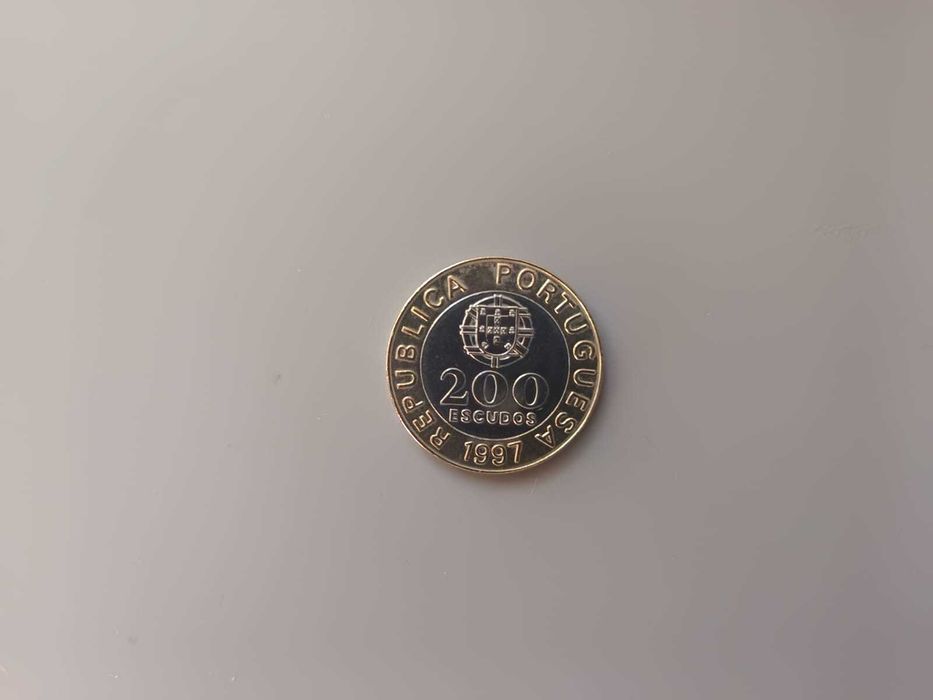 REPUBLICA PORTUGUESA
200
ESCUDOS
1997